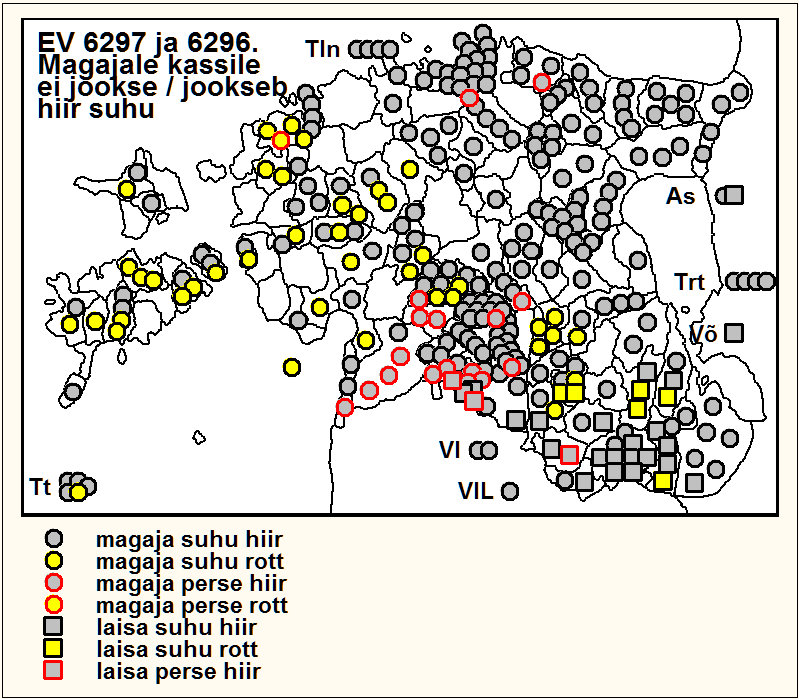 EV 6297 ja 6296.
Magajale kassile
ei jookse / jookseb
hiir suhu
Tln
As
Trt
Võ
Vl
VIL
Tt
magaja suhu hiir
magaja suhu rott
magaja perse hiir
magaja perse rott
laisa suhu hiir
laisa suhu rott
laisa perse hiir